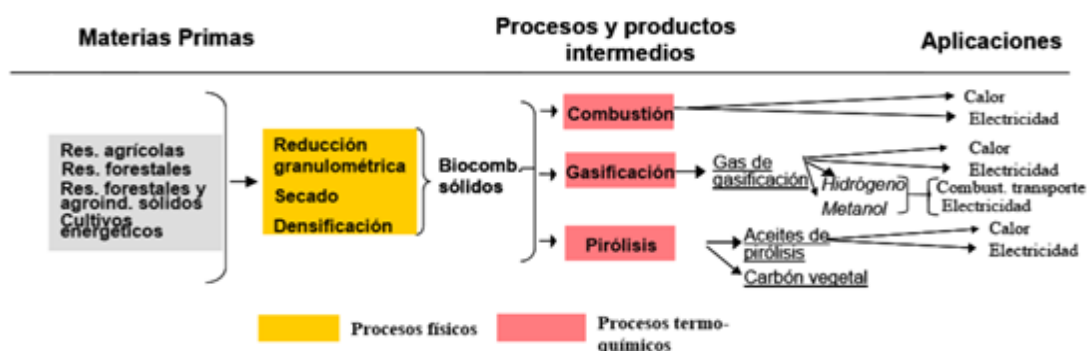 Materias Primas
Procesos y productos
intermedios
Aplicaciones
Res. agrícolas
Res. forestales
Res. forestales y
agroind. sólidos
Cultivos
energéticos
Reducción
granulométrica
Secado
Densificación
Biocomb.
sólidos
Combustión
Calor
Electricidad
Gasificación
Gas de
gasificación
Hidrógeno
Metanol
Calor
Electricidad
Combust. transporte
Electricidad
Pirólisis
Aceites de
pirólisis
Carbón vegetal
Calor
Electricidad
Procesos físicos
Procesos termo-
químicos